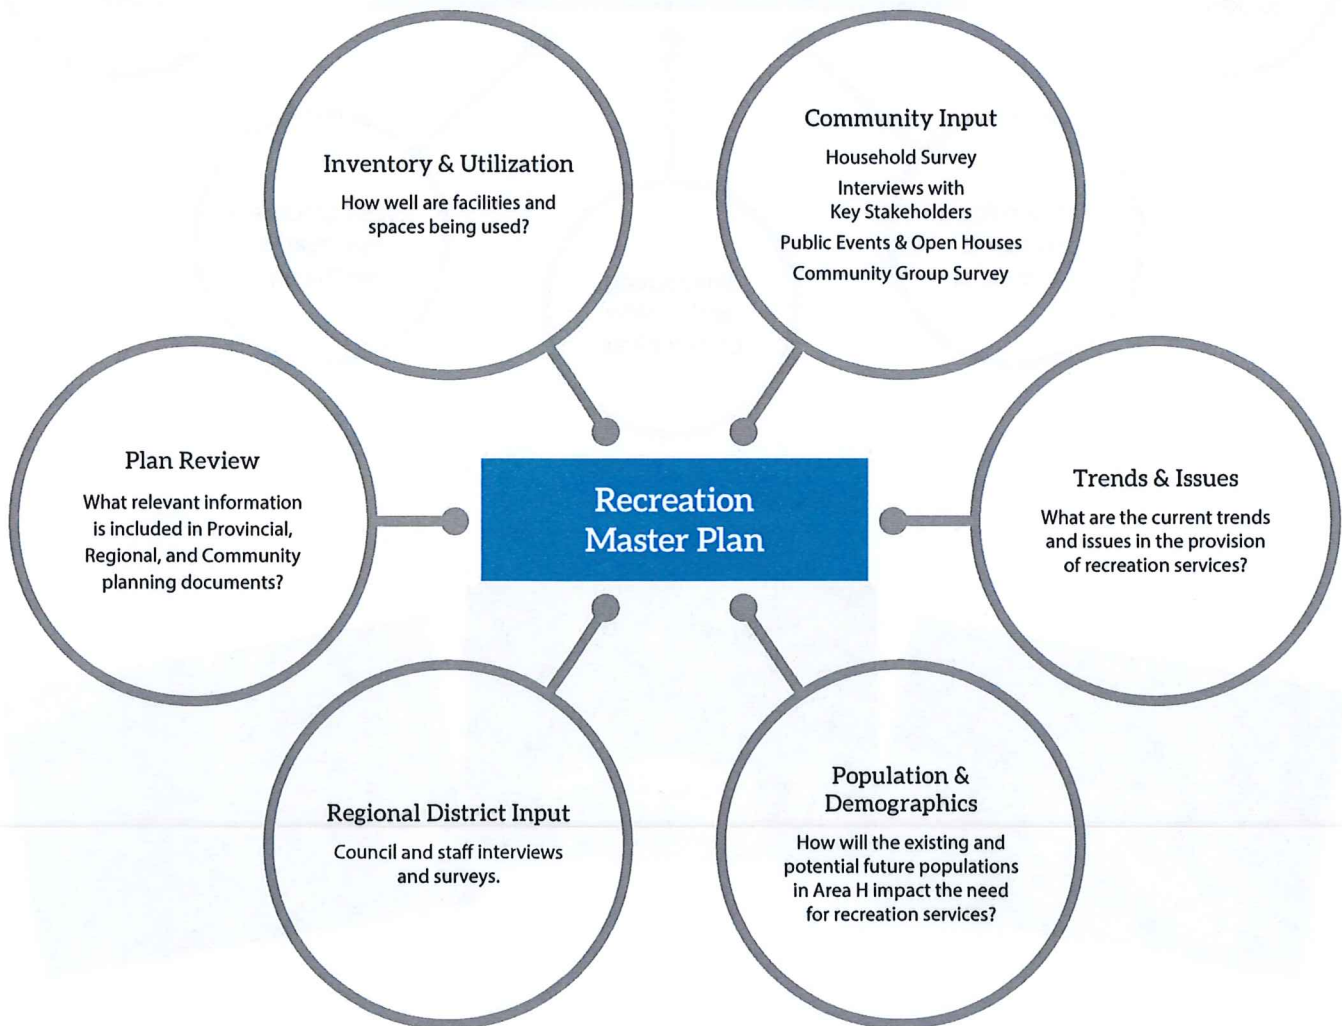 Inventory & Utilization
How well are facilities and
spaces being used?
Community Input
Household Survey
Interviews with
Key Stakeholders
Public Events & Open Houses
Community Group Survey
Plan Review
What relevant information
is included in Provincial,
Regional, and Community
planning documents?
Recreation
Master Plan
Trends & Issues
What are the current trends
and issues in the provision
of recreation services?
Regional District Input
Council and staff interviews
and surveys.
Population &
Demographics
How will the existing and
potential future populations
in Area H impact the need
for recreation services?